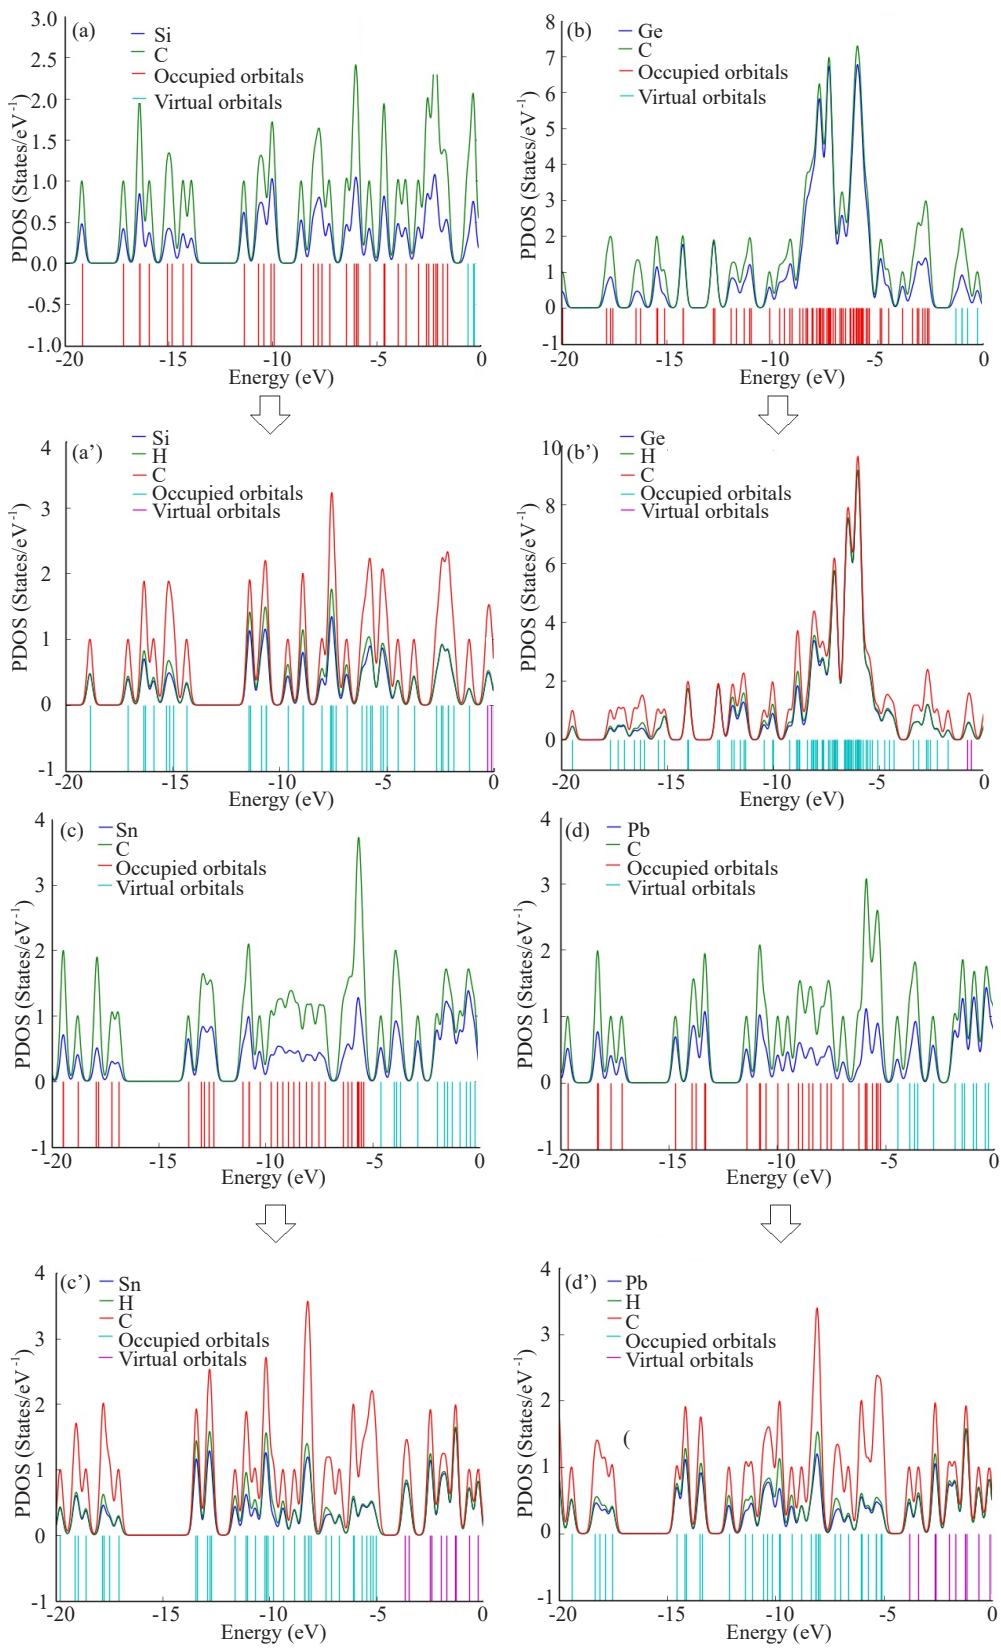 (a)
Si
C
Occupied orbitals
Virtual orbitals
3.0
2.5
2.0
1.5
1.0
0.5
0.0
-0.5
-1.0
PDOS (States/eV⁻¹)
-20
-15
-10
-5
0
Energy (eV)
(b)
Ge
C
Occupied orbitals
Virtual orbitals
8
7
6
5
4
3
2
1
0
-1
PDOS (States/eV⁻¹)
-20
-15
-10
-5
0
Energy (eV)
(a’)
Si
H
C
Occupied orbitals
Virtual orbitals
4
3
2
1
0
-1
PDOS (States/eV⁻¹)
-20
-15
-10
-5
0
Energy (eV)
(b’)
Ge
H
C
Occupied orbitals
Virtual orbitals
10
8
6
4
2
0
PDOS (States/eV⁻¹)
-20
-15
-10
-5
0
Energy (eV)
(c)
Sn
C
Occupied orbitals
Virtual orbitals
4
3
2
1
0
-1
PDOS (States/eV⁻¹)
-20
-15
-10
-5
0
Energy (eV)
(d)
Pb
C
Occupied orbitals
Virtual orbitals
4
3
2
1
0
-1
PDOS (States/eV⁻¹)
-20
-15
-10
-5
0
Energy (eV)
(c’)
Sn
H
C
Occupied orbitals
Virtual orbitals
4
3
2
1
0
-1
PDOS (States/eV⁻¹)
-20
-15
-10
-5
0
Energy (eV)
(d’)
Pb
H
C
Occupied orbitals
Virtual orbitals
(
4
3
2
1
0
-1
PDOS (States/eV⁻¹)
-20
-15
-10
-5
0
Energy (eV)